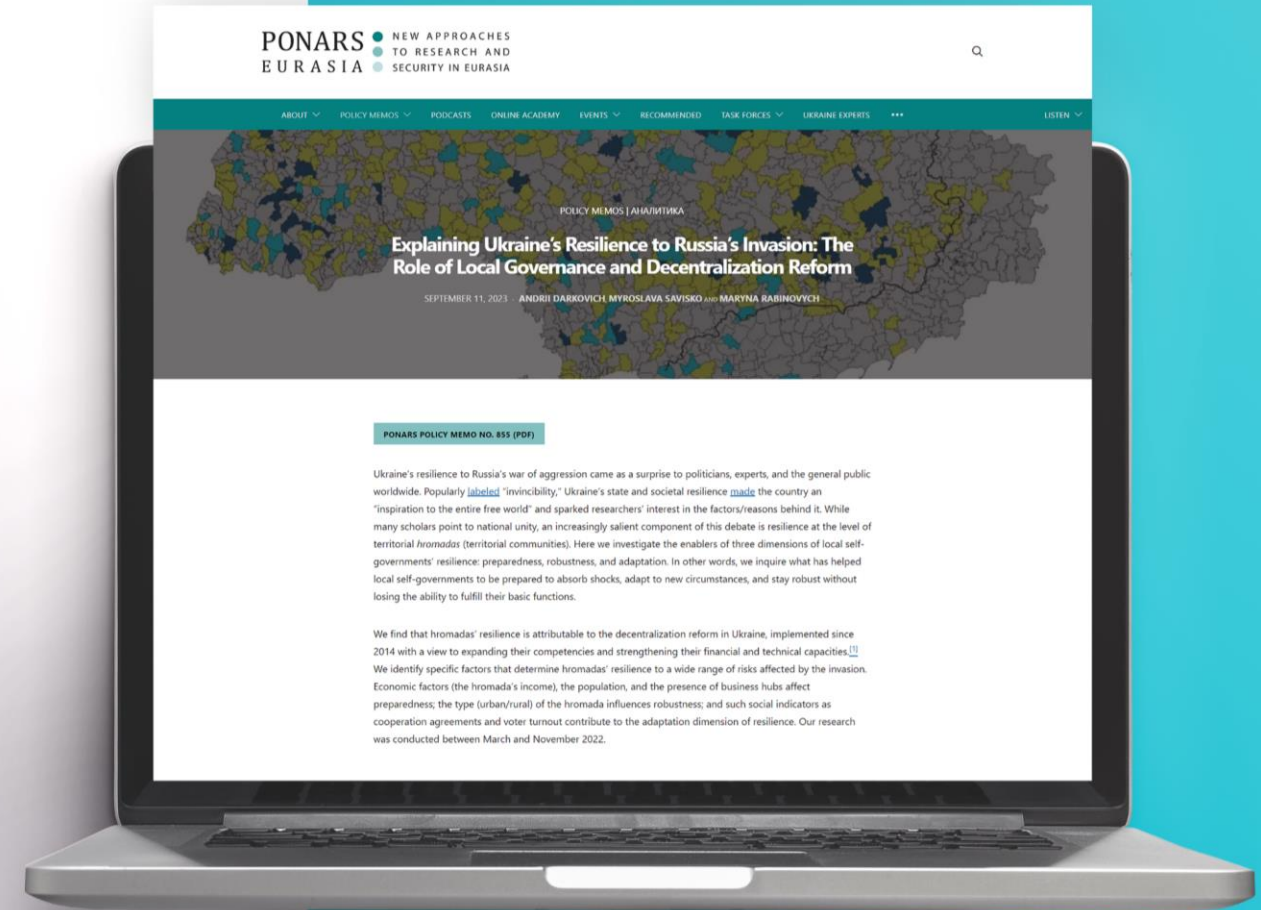 PONARS
EURASIA
NEW APPROACHES
TO RESEARCH AND
SECURITY IN EURASIA
ABOUT POLICY MEMOS PODCASTS ONLINE ACADEMY EVENTS RECOMMENDED TASK FORCES UKRAINE EXPERTS ••• LISTEN
POLICY MEMOS | АНАЛИТИКА
Explaining Ukraine's Resilience to Russia's Invasion: The
Role of Local Governance and Decentralization Reform
SEPTEMBER 11, 2023 - ANDRII DARKOVICH, MYROSLAVA SAVISKO AND MARYNA RABINOVYCH
PONARS POLICY MEMO NO. 855 (PDF)
Ukraine's resilience to Russia's war of aggression came as a surprise to politicians, experts, and the general public
worldwide. Popularly labeled "invincibility," Ukraine's state and societal resilience made the country an
"inspiration to the entire free world" and sparked researchers' interest in the factors/reasons behind it. While
many scholars point to national unity, an increasingly salient component of this debate is resilience at the level of
territorial hromadas (territorial communities). Here we investigate the enablers of three dimensions of local self-
governments' resilience: preparedness, robustness, and adaptation. In other words, we inquire what has helped
local self-governments to be prepared to absorb shocks, adapt to new circumstances, and stay robust without
losing the ability to fulfill their basic functions.
We find that hromadas' resilience is attributable to the decentralization reform in Ukraine, implemented since
2014 with a view to expanding their competencies and strengthening their financial and technical capacities.[1]
We identify specific factors that determine hromadas' resilience to a wide range of risks affected by the invasion.
Economic factors (the hromada's income), the population, and the presence of business hubs affect
preparedness; the type (urban/rural) of the hromada influences robustness; and such social indicators as
cooperation agreements and voter turnout contribute to the adaptation dimension of resilience. Our research
was conducted between March and November 2022.